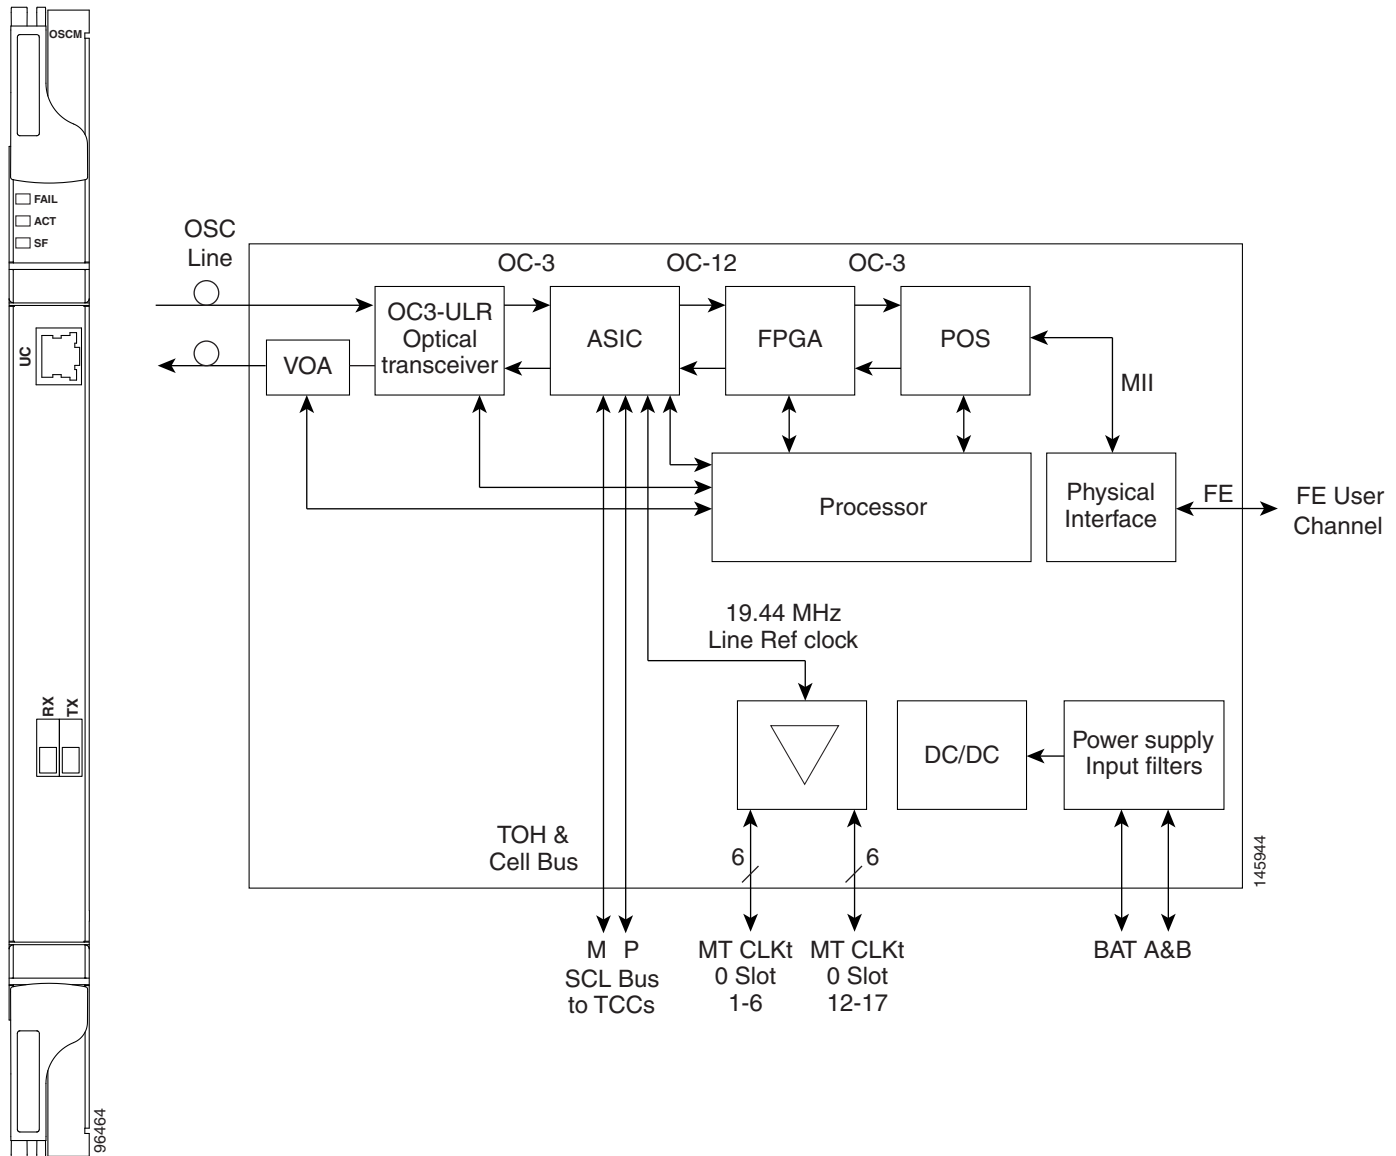 OSCM
FAIL
ACT
SF
UC
RX
TX
96464
OSC
Line
OC-3
OC-12
OC-3
VOA
OC3-ULR
Optical
transceiver
ASIC
FPGA
POS
MII
Processor
Physical
Interface
FE
FE User
Channel
19.44 MHz
Line Ref clock
DC/DC
Power supply
Input filters
TOH &
Cell Bus
6
6
145944
M P
SCL Bus
to TCCs
MT CLKt
0 Slot
1-6
MT CLKt
0 Slot
12-17
BAT A&B